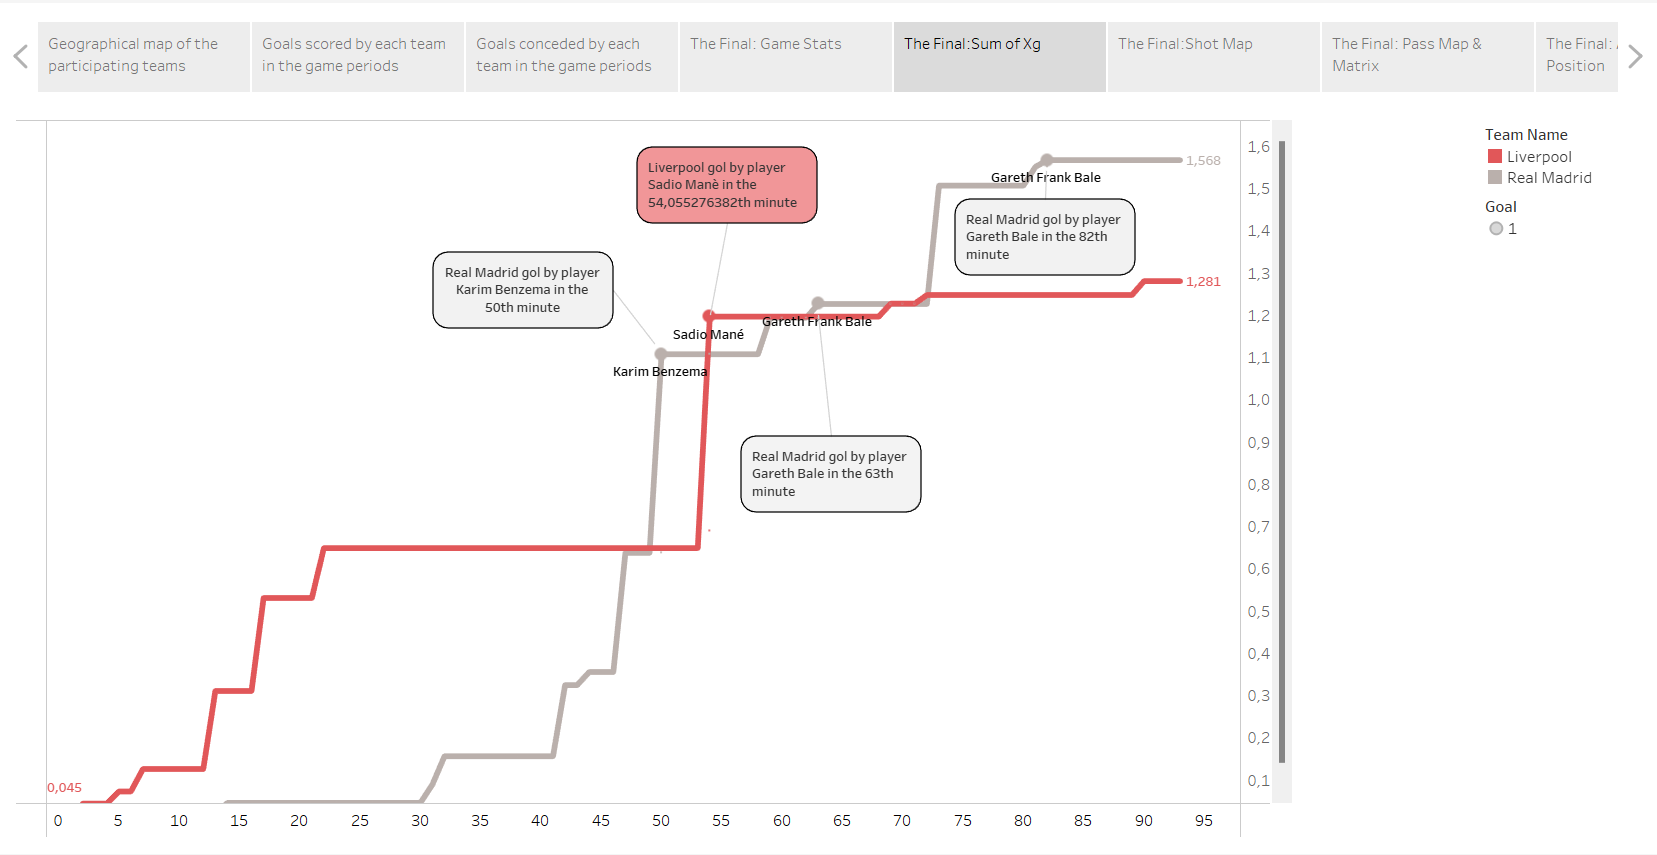 Geographical map of the
participating teams
Goals scored by each team
in the game periods
Goals conceded by each
team in the game periods
The Final: Game Stats
The Final:Sum of Xg
The Final:Shot Map
The Final: Pass Map &
Matrix
The Final:
Position
Team Name
Liverpool
Real Madrid
Goal
1
Liverpool gol by player
Sadio Manè in the
54,055276382th minute
Real Madrid gol by player
Karim Benzema in the
50th minute
1,568
Gareth Frank Bale
Real Madrid gol by player
Gareth Bale in the 82th
minute
1,281
Gareth Frank Bale
Sadio Mané
Karim Benzema
Real Madrid gol by player
Gareth Bale in the 63th
minute
0,045
1,6
1,5
1,4
1,3
1,2
1,1
1,0
0,9
0,8
0,7
0,6
0,5
0,4
0,3
0,2
0,1
0 5 10 15 20 25 30 35 40 45 50 55 60 65 70 75 80 85 90 95